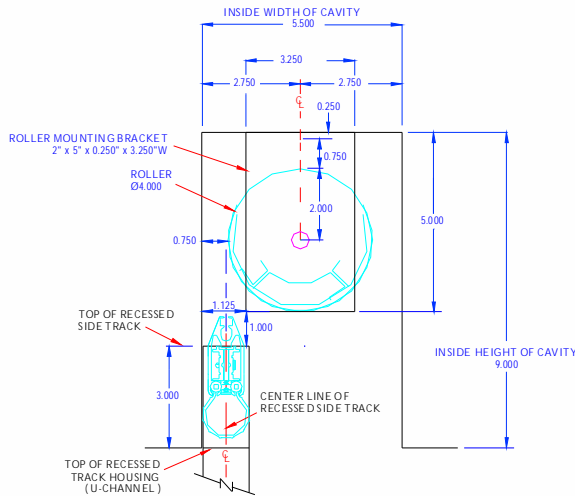 INSIDE WIDTH OF CAVITY
5.500
3.250
2.750
2.750
℄
0.250
ROLLER MOUNTING BRACKET
2" x 5" x 0.250" x 3.250"W
0.750
ROLLER
Ø4.000
2.000
5.000
0.750
1.125
TOP OF RECESSED
SIDE TRACK
1.000
INSIDE HEIGHT OF CAVITY
9.000
3.000
CENTER LINE OF
RECESSED SIDE TRACK
℄
TOP OF RECESSED
TRACK HOUSING
( U-CHANNEL )
N